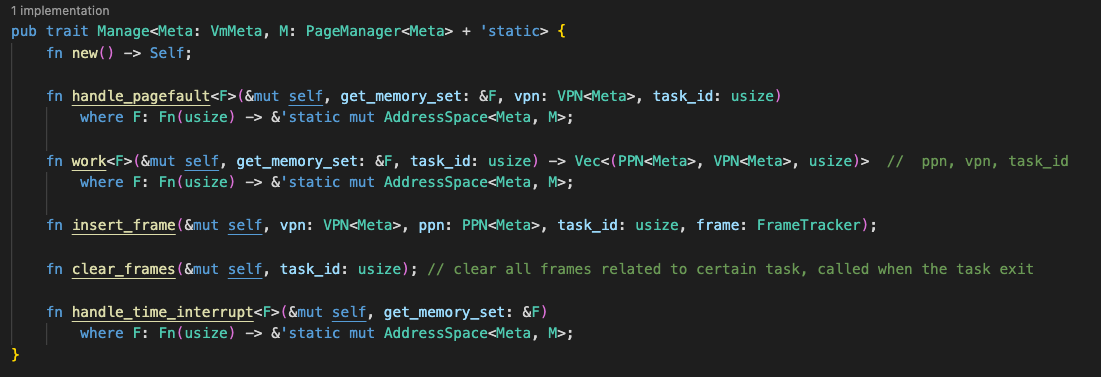 1 implementation
pub trait Manage<Meta: VmMeta, M: PageManager<Meta> + 'static> {
    fn new() -> Self;
    fn handle_pagefault<F>(&mut self, get_memory_set: &F, vpn: VPN<Meta>, task_id: usize)
        where F: Fn(usize) -> &'static mut AddressSpace<Meta, M>;
    fn work<F>(&mut self, get_memory_set: &F, task_id: usize) -> Vec<(PPN<Meta>, VPN<Meta>, usize)>  //  ppn, vpn, task_id
        where F: Fn(usize) -> &'static mut AddressSpace<Meta, M>;
    fn insert_frame(&mut self, vpn: VPN<Meta>, ppn: PPN<Meta>, task_id: usize, frame: FrameTracker);
    fn clear_frames(&mut self, task_id: usize); // clear all frames related to certain task, called when the task exit
    fn handle_time_interrupt<F>(&mut self, get_memory_set: &F)
        where F: Fn(usize) -> &'static mut AddressSpace<Meta, M>;
}